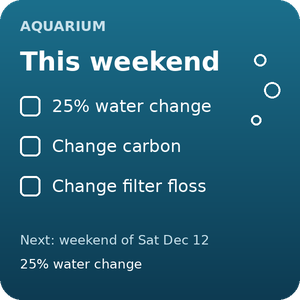 AQUARIUM
This weekend
25% water change
Change carbon
Change filter floss
Next: weekend of Sat Dec 12
25% water change